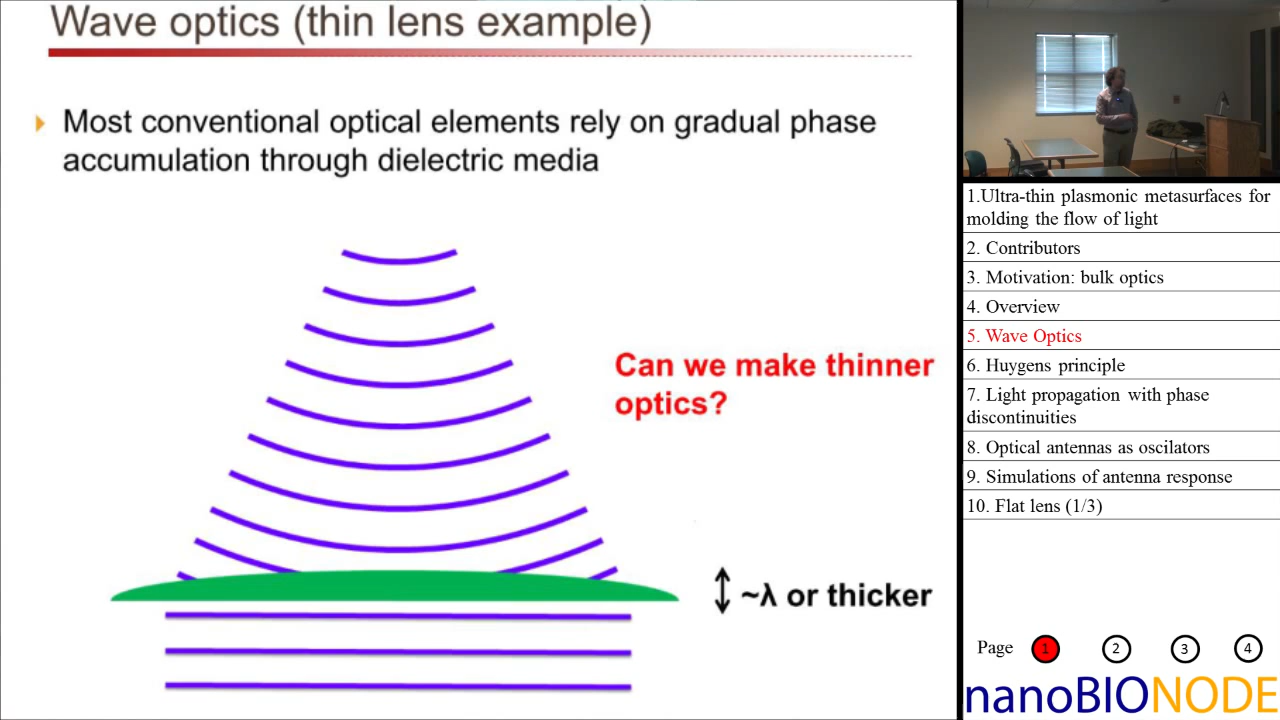 Wave optics (thin lens example)
Most conventional optical elements rely on gradual phase
accumulation through dielectric media
Can we make thinner
optics?
~λ or thicker
1.Ultra-thin plasmonic metasurfaces for
molding the flow of light
2. Contributors
3. Motivation: bulk optics
4. Overview
5. Wave Optics
6. Huygens principle
7. Light propagation with phase
discontinuities
8. Optical antennas as oscilators
9. Simulations of antenna response
10. Flat lens (1/3)
Page 1 2 3 4
nanoBIONODE